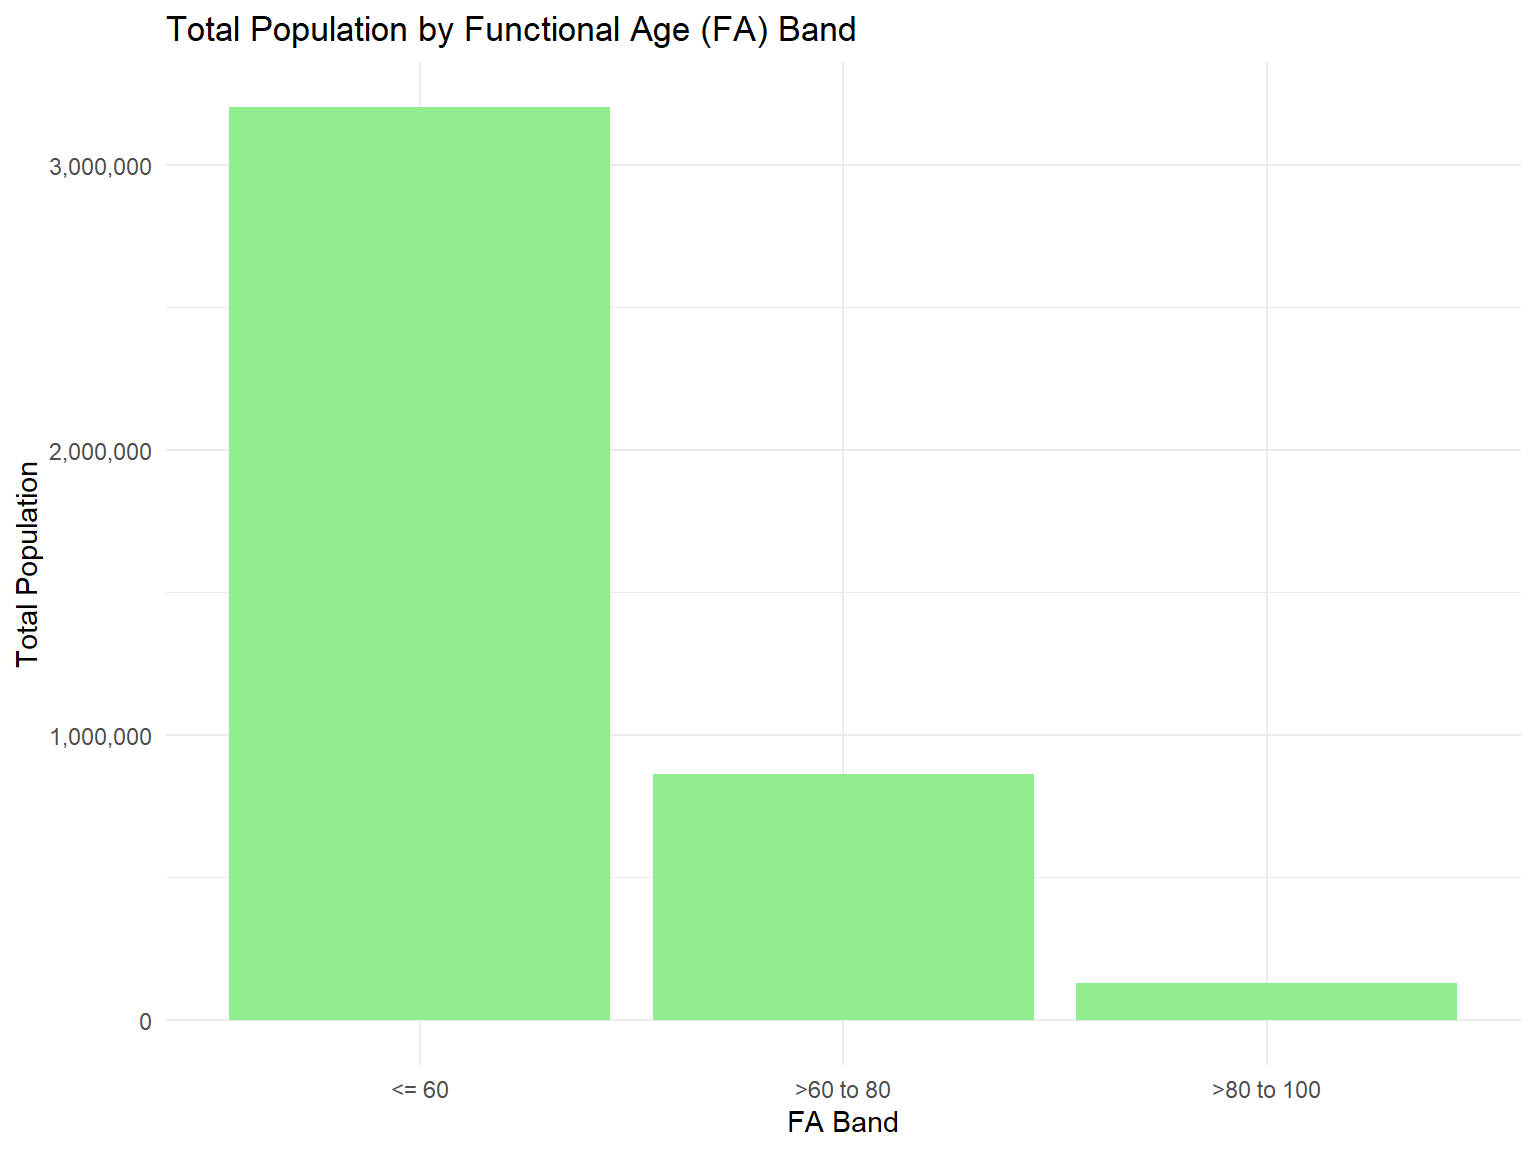 Total Population by Functional Age (FA) Band
Total Population
3,000,000
2,000,000
1,000,000
0
<= 60
>60 to 80
>80 to 100
FA Band